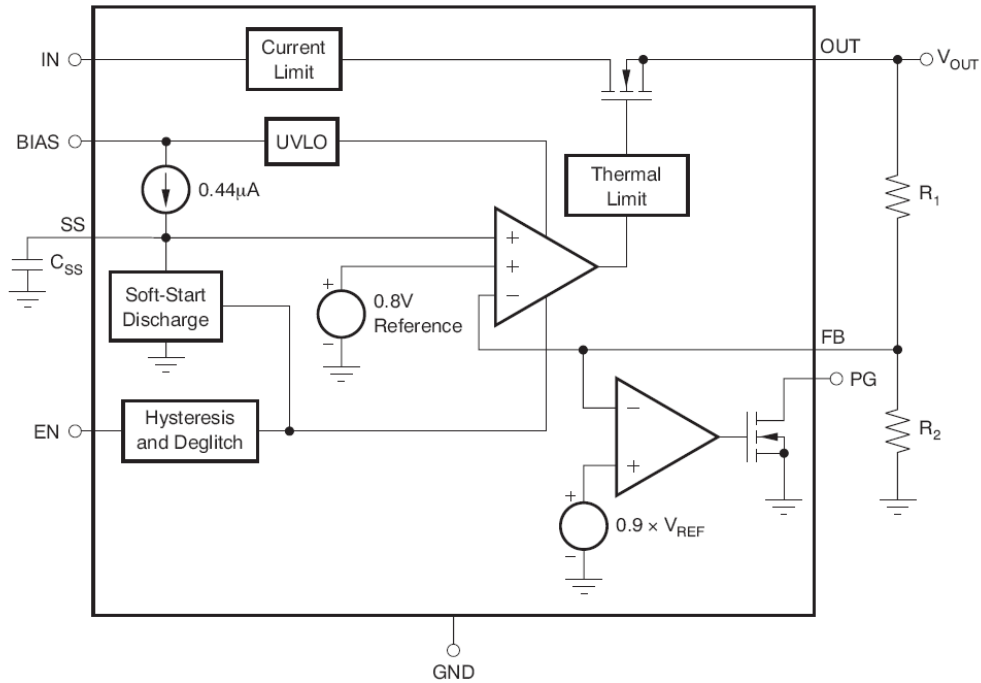 IN
Current
Limit
OUT
V_OUT
BIAS
UVLO
0.44μA
Thermal
Limit
R_1
SS
C_SS
+
+
−
Soft-Start
Discharge
+
−
0.8V
Reference
FB
PG
EN
Hysteresis
and Deglitch
−
+
R_2
+
−
0.9 × V_REF
GND